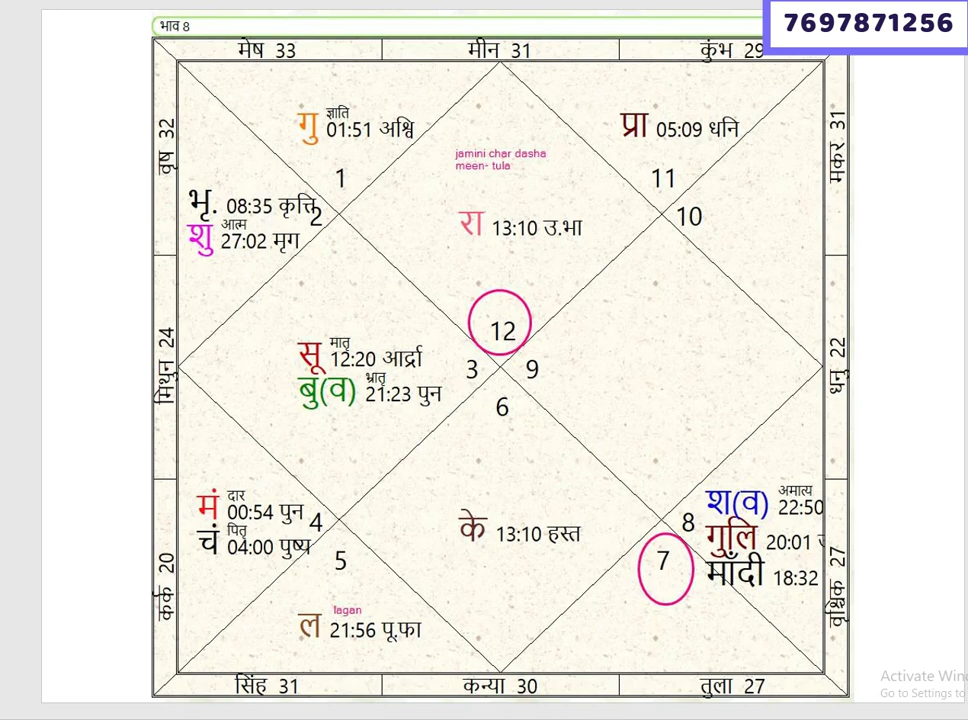 भाव 8
7697871256
मेष 33
मीन 31
कुंभ 29
वृष 32
मकर 31
गु ज्ञाति 01:51 अश्वि
प्रा 05:09 धनि
jamini char dasha
meen- tula
1
11
भृ. 08:35 कृत्ति
2
10
शु आत्म 27:02 मृग
रा 13:10 उ.भा
12
मिथुन 24
धनु 22
सू मातृ 12:20 आर्द्रा
3
9
बु(व) भ्रातृ 21:23 पुन
6
मं दार 00:54 पुन
4
चं पितृ 04:00 पुष्य
के 13:10 हस्त
8
श(व) अमात्य 22:50
गुलि 20:01
माँदी 18:32
5
7
कर्क 20
वृश्चिक 27
lagan
ल 21:56 पू.फा
सिंह 31
कन्या 30
तुला 27
Activate Win
Go to Settings to